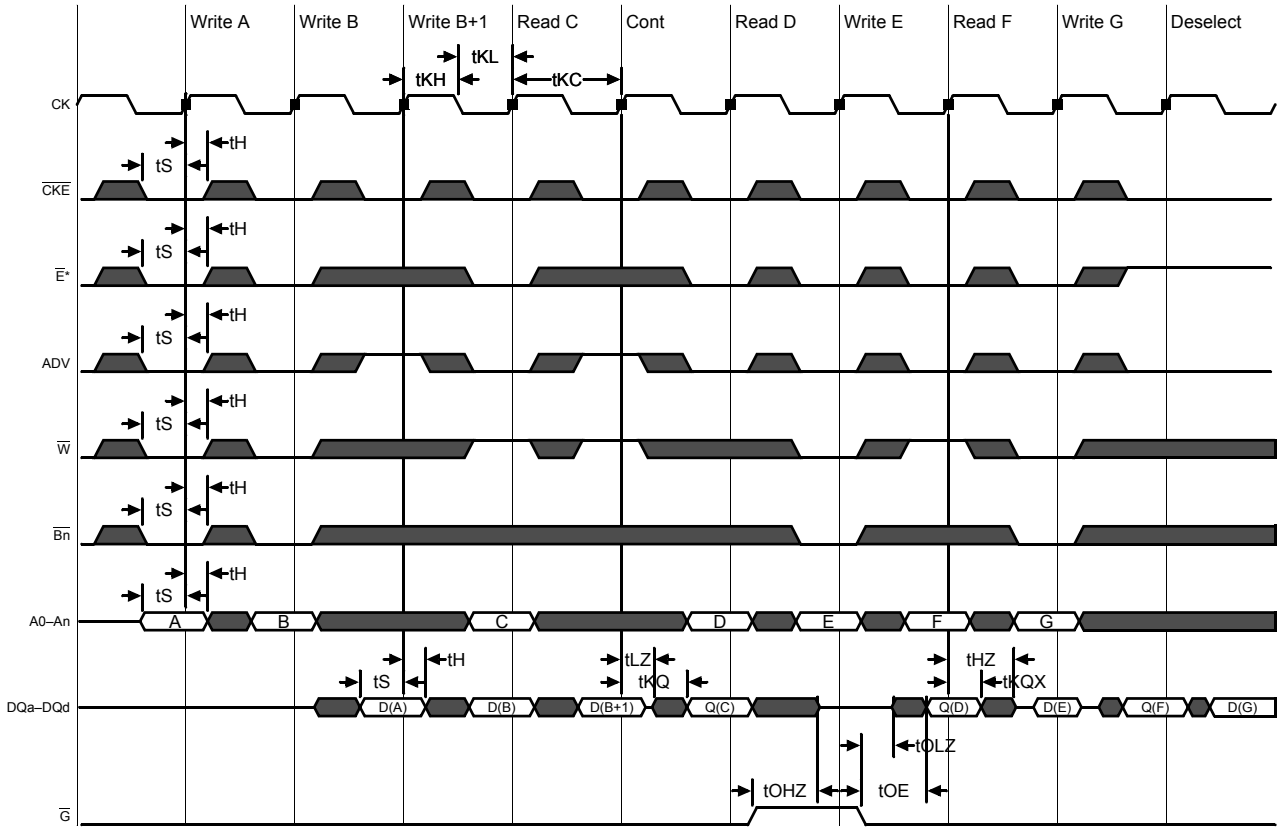 Write A Write B Write B+1 Read C Cont Read D Write E Read F Write G Deselect
tKL
tKH tKC
CK
tH
tS
CKE
tH
tS
E*
tH
tS
ADV
tH
tS
W
tH
tS
Bn
tH
tS
A0–An A B C D E F G
tH tLZ tHZ
tS tKQ tKQX
DQa–DQd D(A) D(B) D(B+1) Q(C) Q(D) D(E) Q(F) D(G)
tOLZ
tOHZ tOE
G